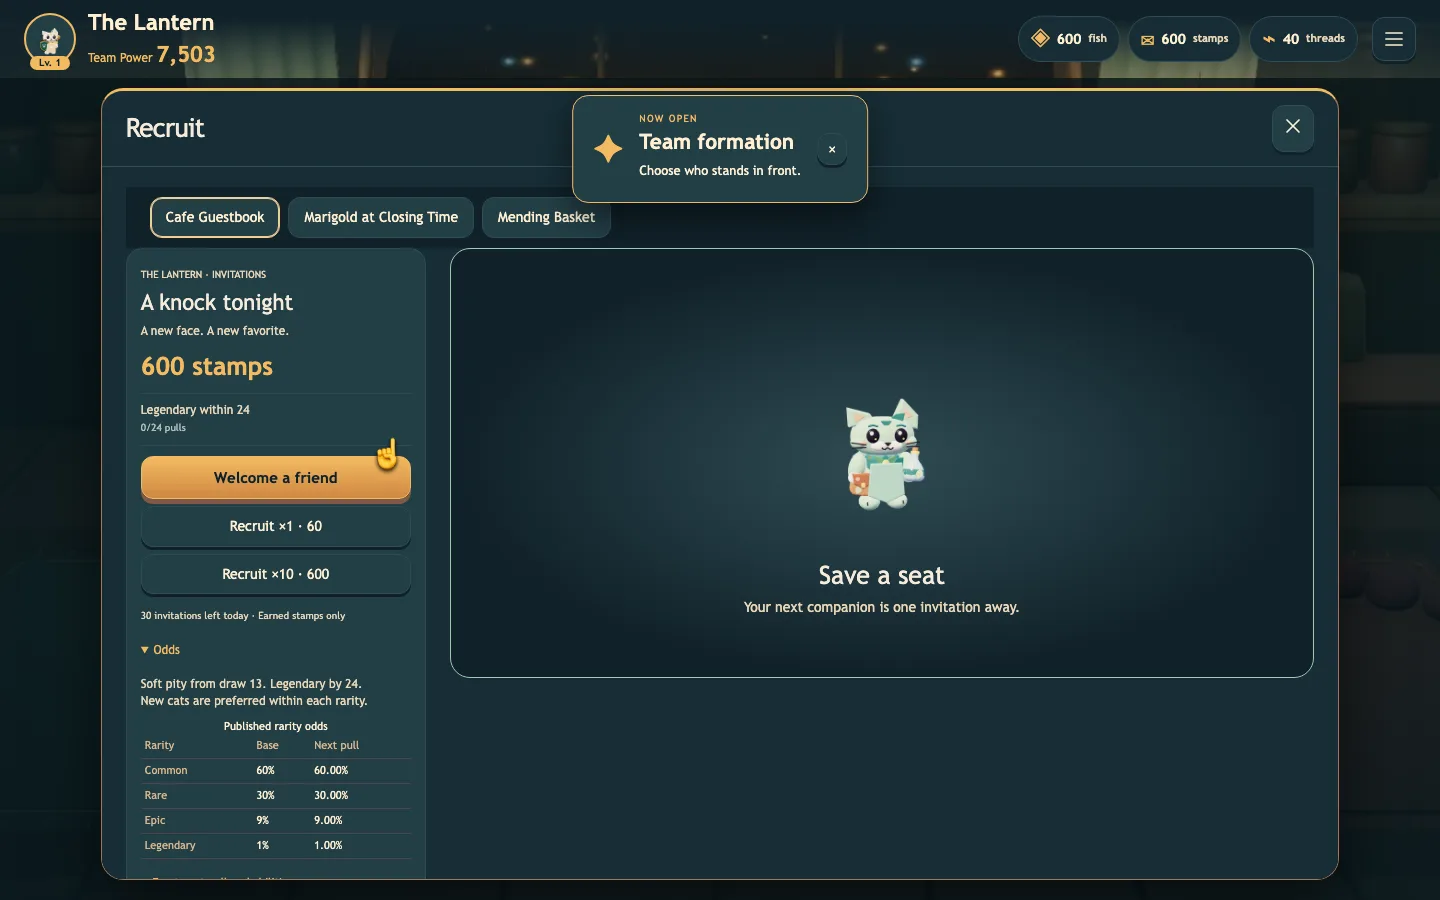 The Lantern
Team Power 7,503
Lv. 1
600 fish
600 stamps
40 threads
Recruit
NOW OPEN
Team formation
Choose who stands in front.
×
Cafe Guestbook
Marigold at Closing Time
Mending Basket
THE LANTERN · INVITATIONS
A knock tonight
A new face. A new favorite.
600 stamps
Legendary within 24
0/24 pulls
Welcome a friend
Recruit ×1 · 60
Recruit ×10 · 600
30 invitations left today · Earned stamps only
▼ Odds
Soft pity from draw 13. Legendary by 24.
New cats are preferred within each rarity.
Published rarity odds
Rarity Base Next pull
Common 60% 60.00%
Rare 30% 30.00%
Epic 9% 9.00%
Legendary 1% 1.00%
Save a seat
Your next companion is one invitation away.